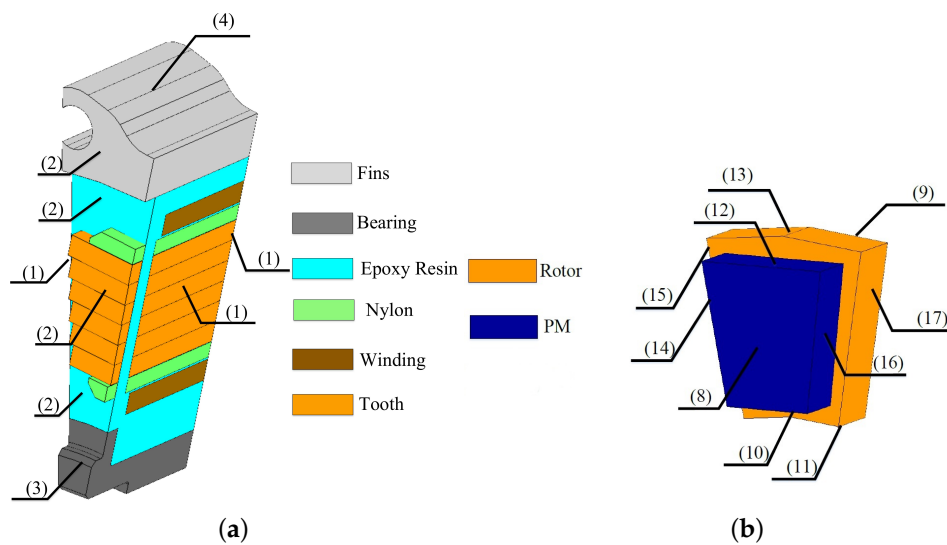 (4)
(2)
(2)
(1)
(1)
(2)
(1)
(2)
(3)
Fins
Bearing
Epoxy Resin
Nylon
Winding
Tooth
Rotor
PM
(13)
(9)
(12)
(15)
(17)
(14)
(16)
(8)
(10)
(11)
(a)
(b)